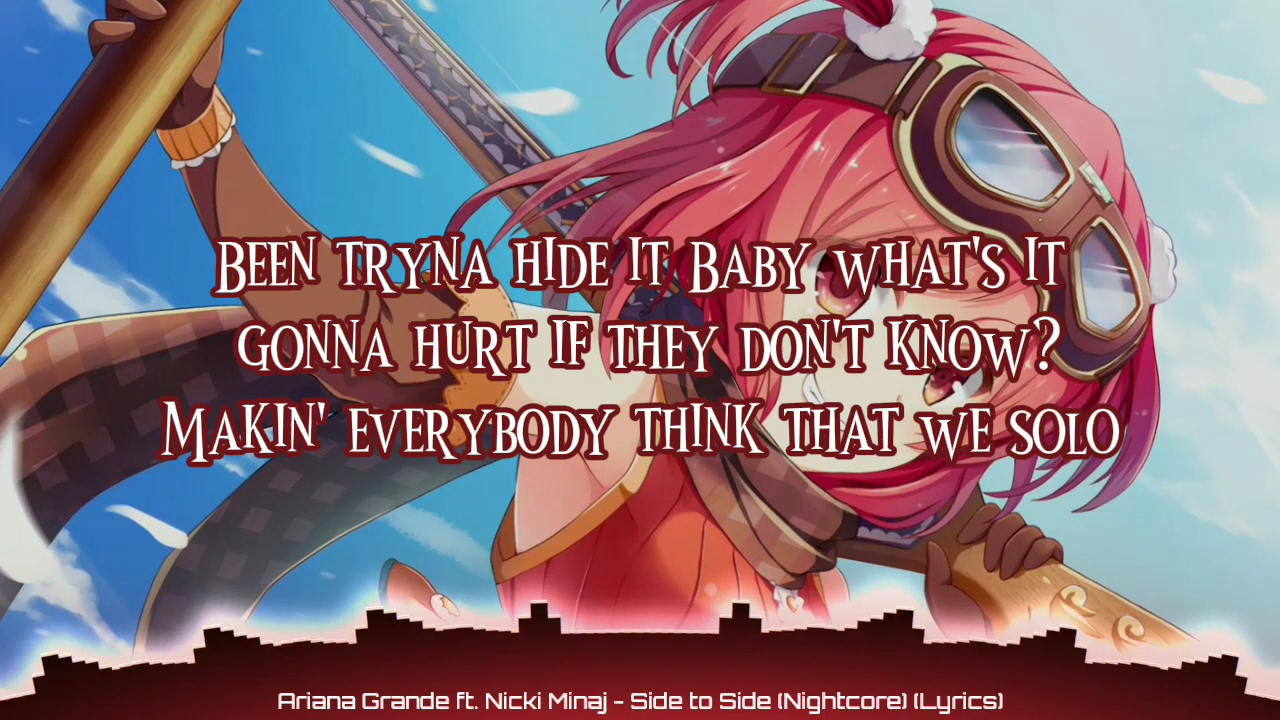 Been tryna hide it Baby what's it
gonna hurt if they don't know?
Makin' everybody think that we solo
Ariana Grande ft. Nicki Minaj - Side to Side (Nightcore) (Lyrics)